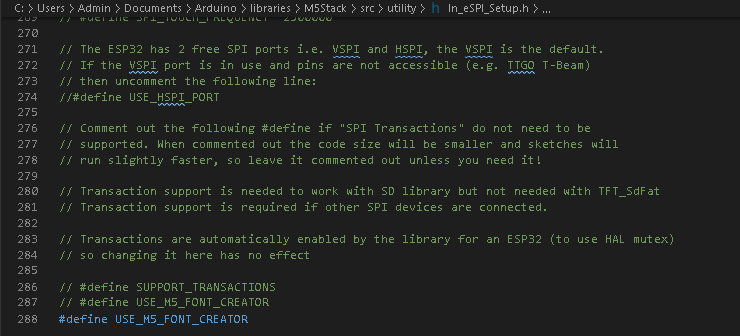 C: > Users > Admin > Documents > Arduino > libraries > M5Stack > src > utility > h In_eSPI_Setup.h > ...
269 // #define SPI_TOUCH_FREQUENCY 2500000
270
271 // The ESP32 has 2 free SPI ports i.e. VSPI and HSPI, the VSPI is the default.
272 // If the VSPI port is in use and pins are not accessible (e.g. TTGO T-Beam)
273 // then uncomment the following line:
274 //#define USE_HSPI_PORT
275
276 // Comment out the following #define if "SPI Transactions" do not need to be
277 // supported. When commented out the code size will be smaller and sketches will
278 // run slightly faster, so leave it commented out unless you need it!
279
280 // Transaction support is needed to work with SD library but not needed with TFT_SdFat
281 // Transaction support is required if other SPI devices are connected.
282
283 // Transactions are automatically enabled by the library for an ESP32 (to use HAL mutex)
284 // so changing it here has no effect
285
286 // #define SUPPORT_TRANSACTIONS
287 // #define USE_M5_FONT_CREATOR
288 #define USE_M5_FONT_CREATOR